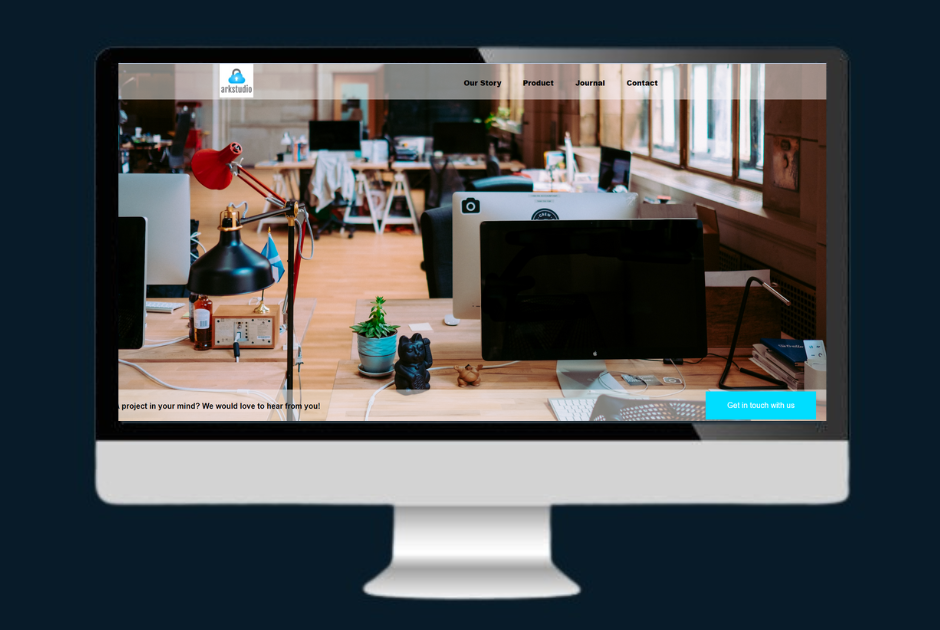 arkstudio
Our Story Product Journal Contact
CREW
project in your mind? We would love to hear from you!
Get in touch with us